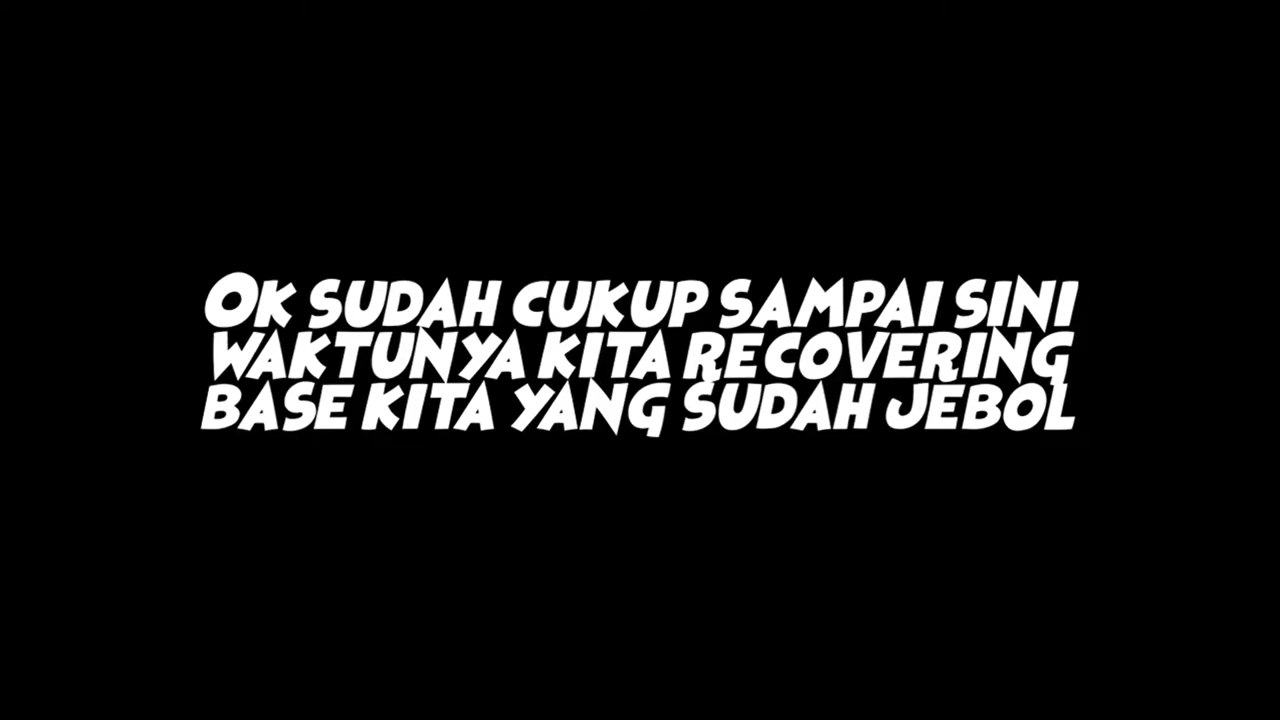 Ok sudah cukup sampai sini
waktunya kita recovering
base kita yang sudah jebol